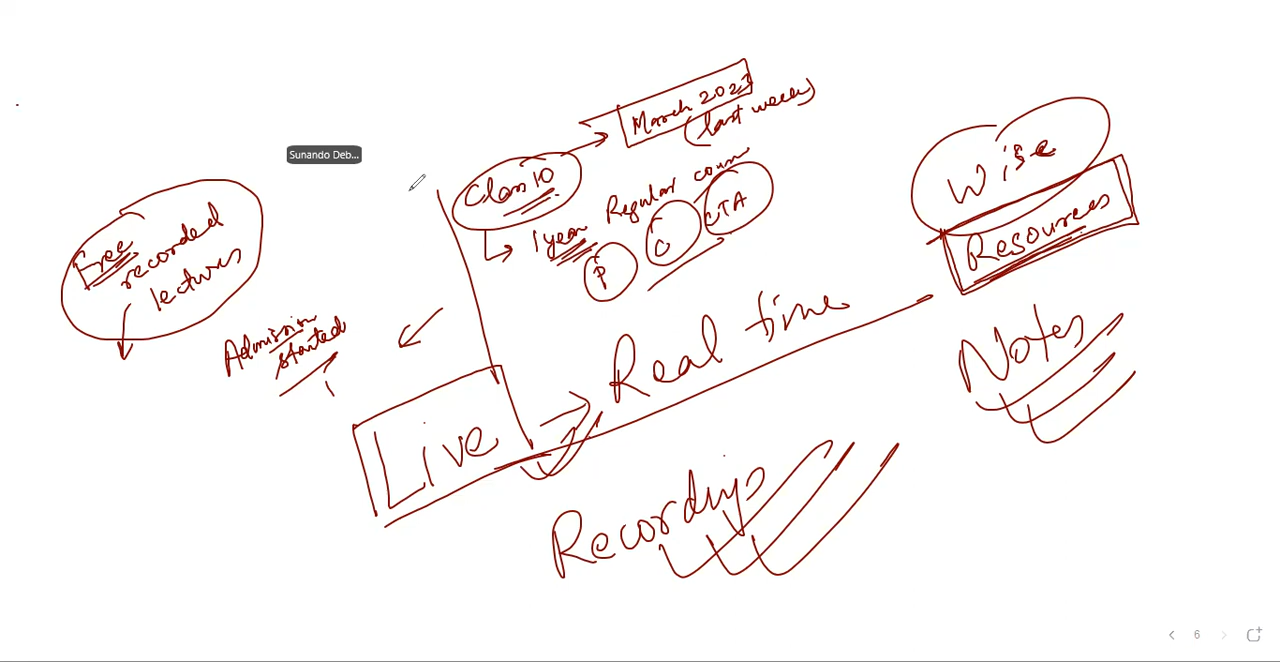 Sunando Deb...
March 2023
(last week)
Class 10
1 year Regular course
P
O
Free
recorded
lectures
Admission
started
Live
Real time
Wise
Resources
Notes
Recordings
6